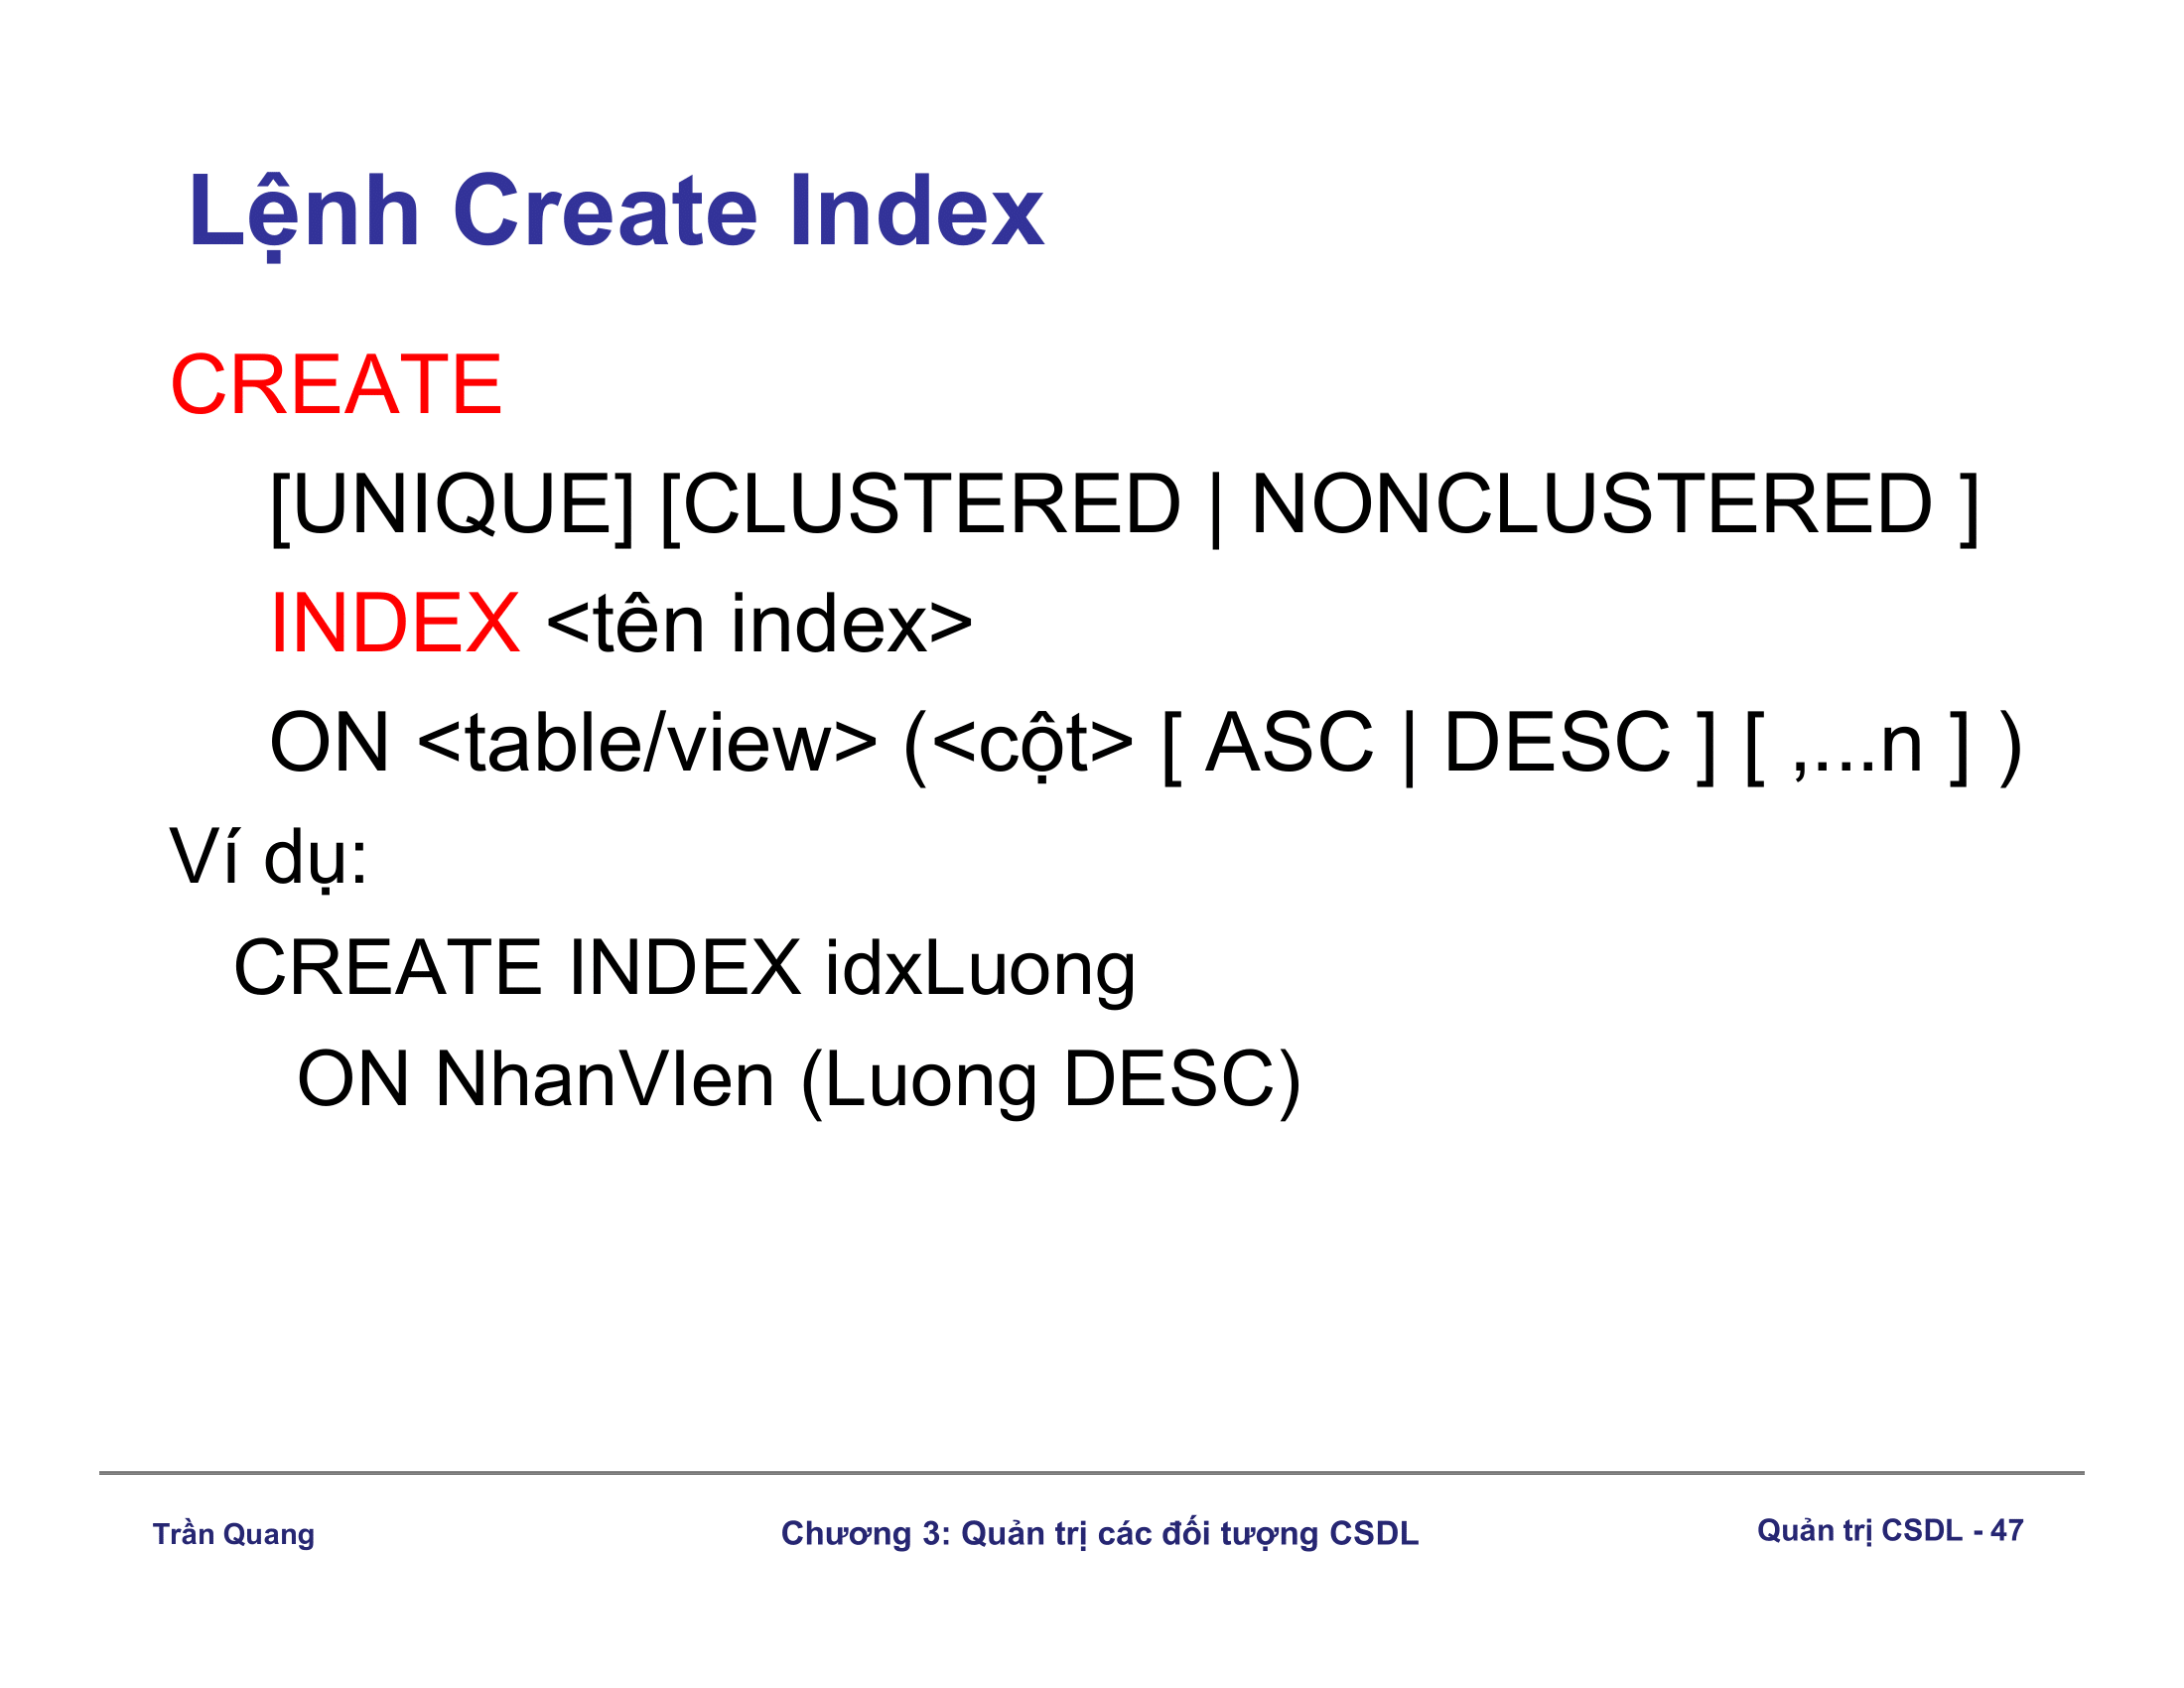 Lệnh Create Index
CREATE
[UNIQUE] [CLUSTERED | NONCLUSTERED ]
INDEX <tên index>
ON <table/view> (<cột> [ ASC | DESC ] [ ,...n ] )
Ví dụ:
CREATE INDEX idxLuong
ON NhanVIen (Luong DESC)
Trần Quang
Chương 3: Quản trị các đối tượng CSDL
Quản trị CSDL - 47